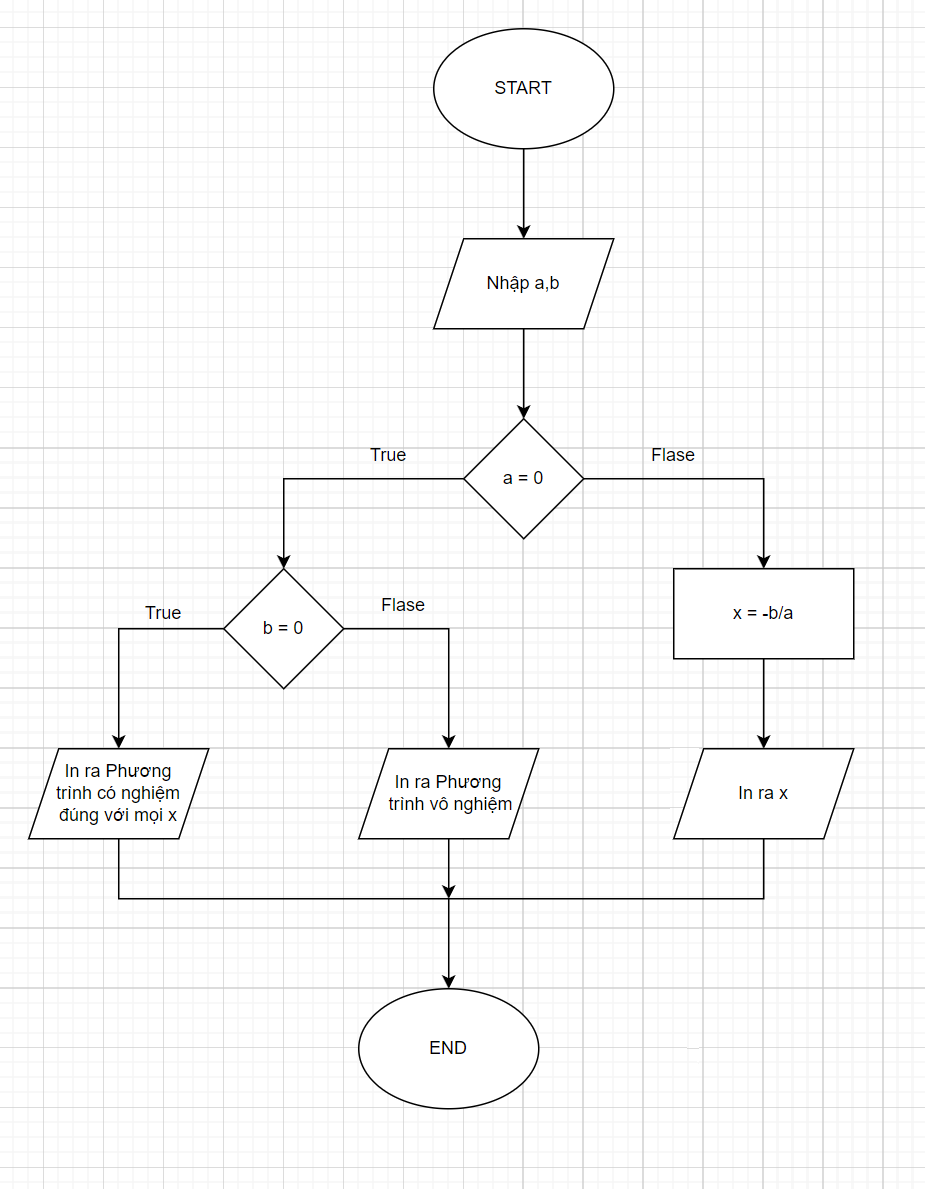 START
Nhập a,b
True
Flase
a = 0
True
Flase
b = 0
x = -b/a
In ra Phương
trình có nghiệm
đúng với mọi x
In ra Phương
trình vô nghiệm
In ra x
END